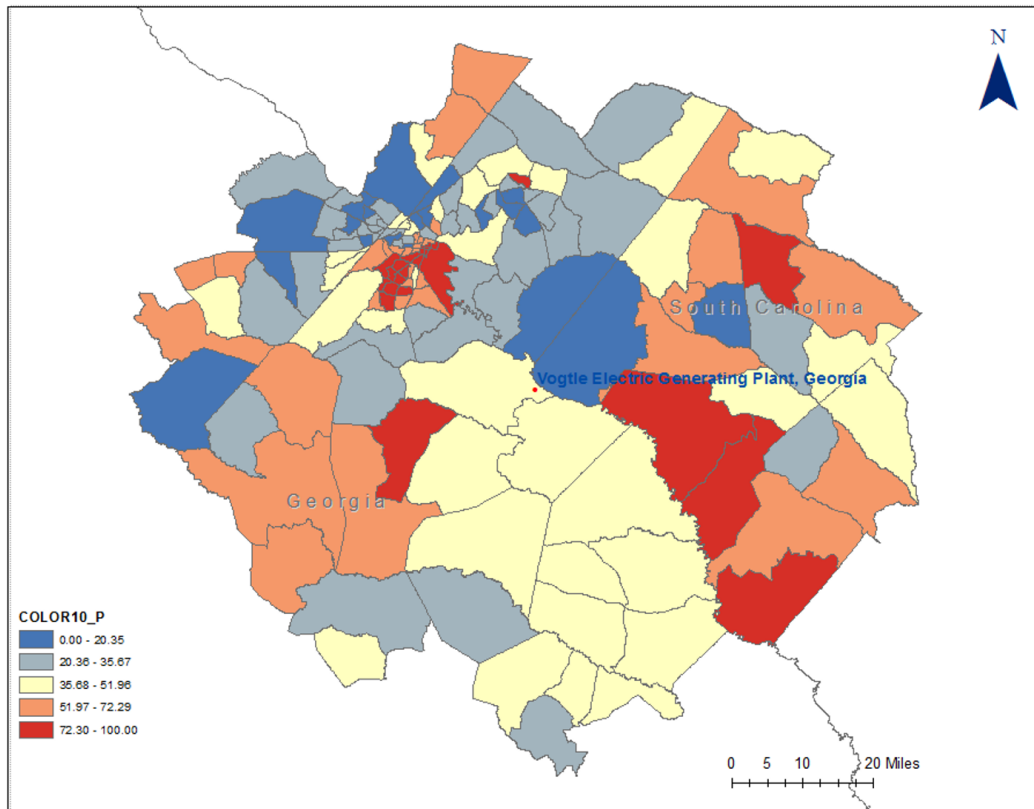 N
South Carolina
Vogtle Electric Generating Plant, Georgia
Georgia
COLOR10_P
0.00 - 20.35
20.36 - 35.67
35.68 - 51.96
51.97 - 72.29
72.30 - 100.00
0 5 10 20 Miles